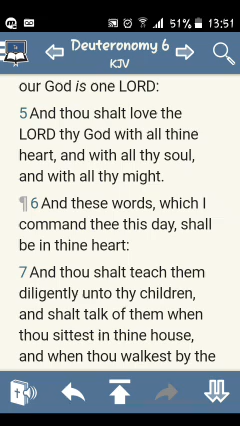 51% 13:51
Deuteronomy 6
KJV
our God is one LORD:
5 And thou shalt love the
LORD thy God with all thine
heart, and with all thy soul,
and with all thy might.
¶6 And these words, which I
command thee this day, shall
be in thine heart:
7 And thou shalt teach them
diligently unto thy children,
and shalt talk of them when
thou sittest in thine house,
and when thou walkest by the